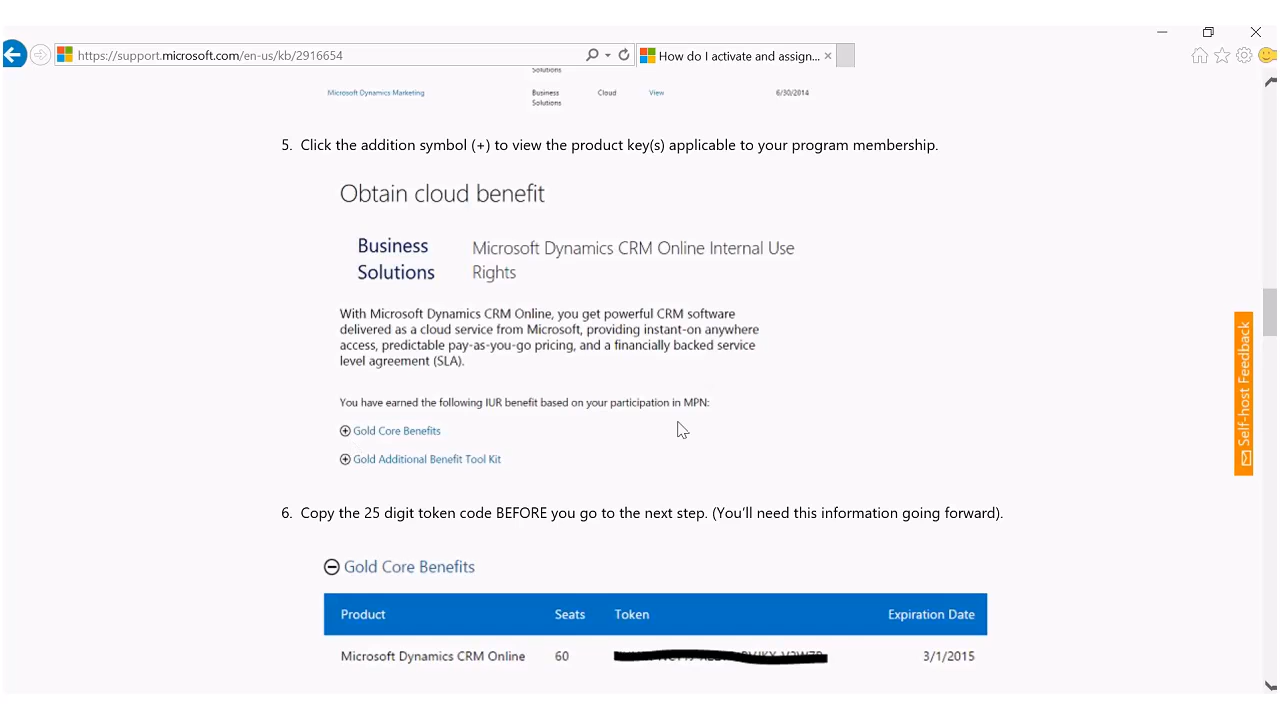 https://support.microsoft.com/en-us/kb/2916654
How do I activate and assign...
Solutions
Microsoft Dynamics Marketing
Business Solutions
Cloud
View
6/30/2014
5. Click the addition symbol (+) to view the product key(s) applicable to your program membership.
Obtain cloud benefit
Business
Solutions
Microsoft Dynamics CRM Online Internal Use
Rights
With Microsoft Dynamics CRM Online, you get powerful CRM software
delivered as a cloud service from Microsoft, providing instant-on anywhere
access, predictable pay-as-you-go pricing, and a financially backed service
level agreement (SLA).
You have earned the following IUR benefit based on your participation in MPN:
Gold Core Benefits
Gold Additional Benefit Tool Kit
6. Copy the 25 digit token code BEFORE you go to the next step. (You'll need this information going forward).
Gold Core Benefits
Product Seats Token Expiration Date
Microsoft Dynamics CRM Online 60 3/1/2015
Self-host Feedback